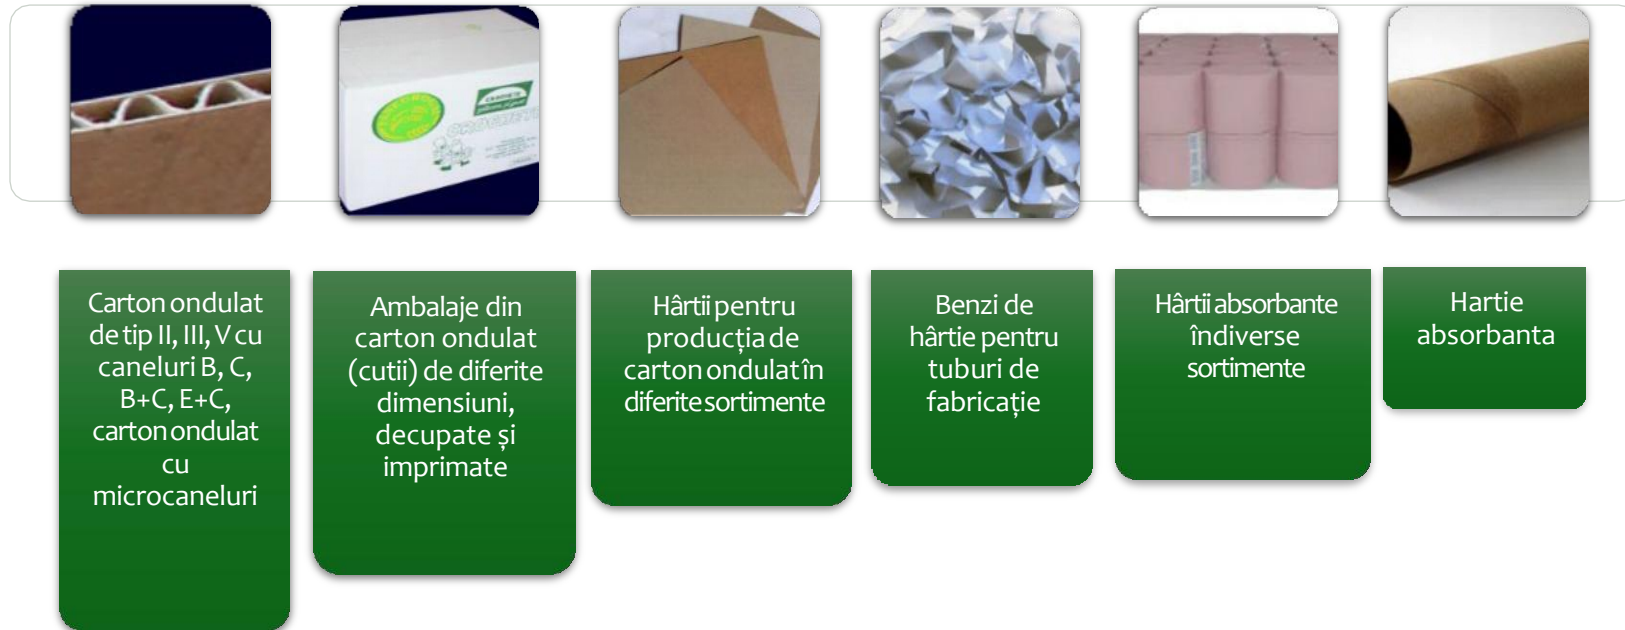 Carton ondulat
de tip II, III, V cu
caneluri B, C,
B+C, E+C,
carton ondulat
cu
microcaneluri
Ambalaje din
carton ondulat
(cutii) de diferite
dimensiuni,
decupate și
imprimate
Hârtii pentru
producția de
carton ondulat în
diferite sortimente
Benzi de
hârtie pentru
tuburi de
fabricație
Hârtii absorbante
îndiverse
sortimente
Hartie
absorbanta